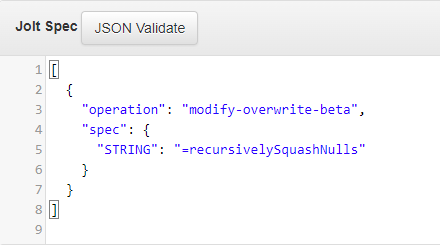 Jolt Spec JSON Validate
1 [
2 {
3 "operation": "modify-overwrite-beta",
4 "spec": {
5 "STRING": "=recursivelySquashNulls"
6 }
7 }
8 ]
9